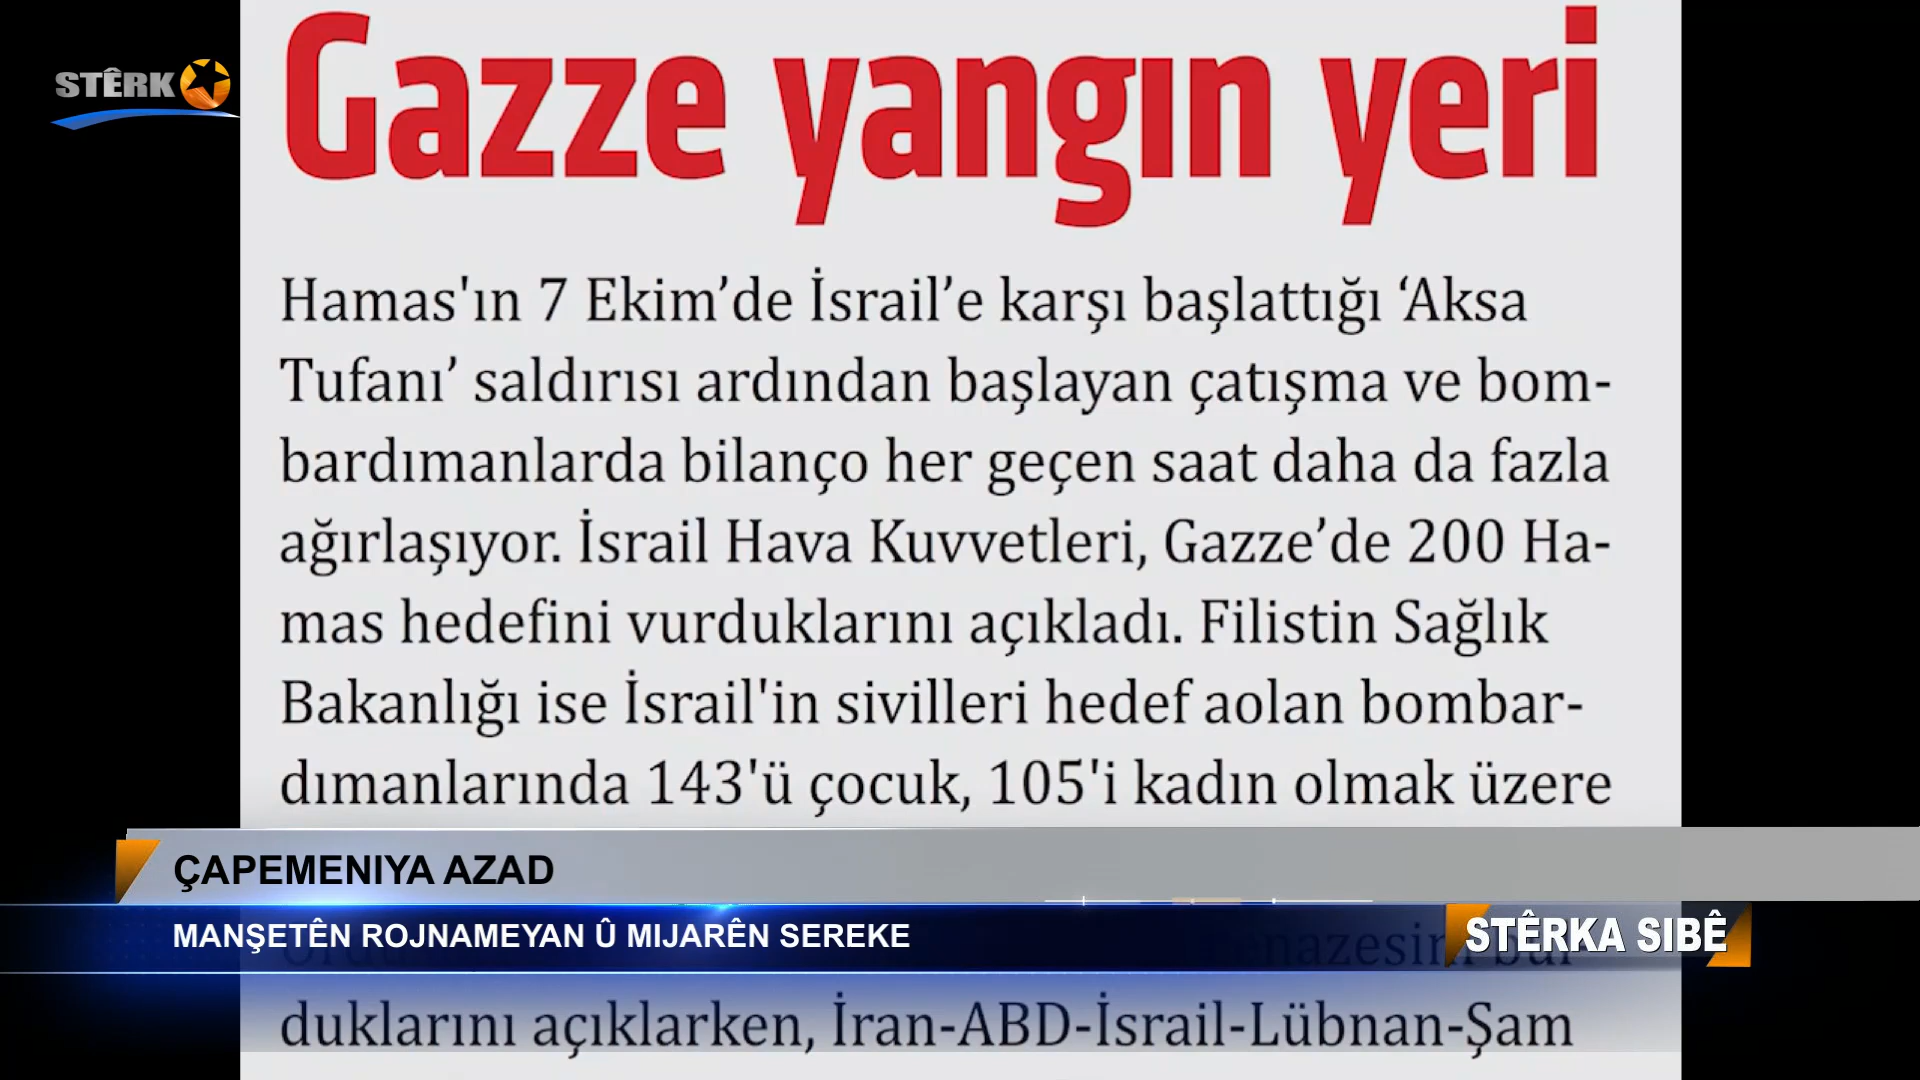 STÊRK
Gazze yangın yeri
Hamas'ın 7 Ekim’de İsrail’e karşı başlattığı ‘Aksa
Tufanı’ saldırısı ardından başlayan çatışma ve bom-
bardımanlarda bilanço her geçen saat daha da fazla
ağırlaşıyor. İsrail Hava Kuvvetleri, Gazze’de 200 Ha-
mas hedefini vurduklarını açıkladı. Filistin Sağlık
Bakanlığı ise İsrail'in sivilleri hedef aolan bombar-
dımanlarında 143'ü çocuk, 105'i kadın olmak üzere
ÇAPEMENIYA AZAD
MANŞETÊN ROJNAMEYAN Û MIJARÊN SEREKE
STÊRKA SIBÊ
duklarını açıklarken, İran-ABD-İsrail-Lübnan-Şam